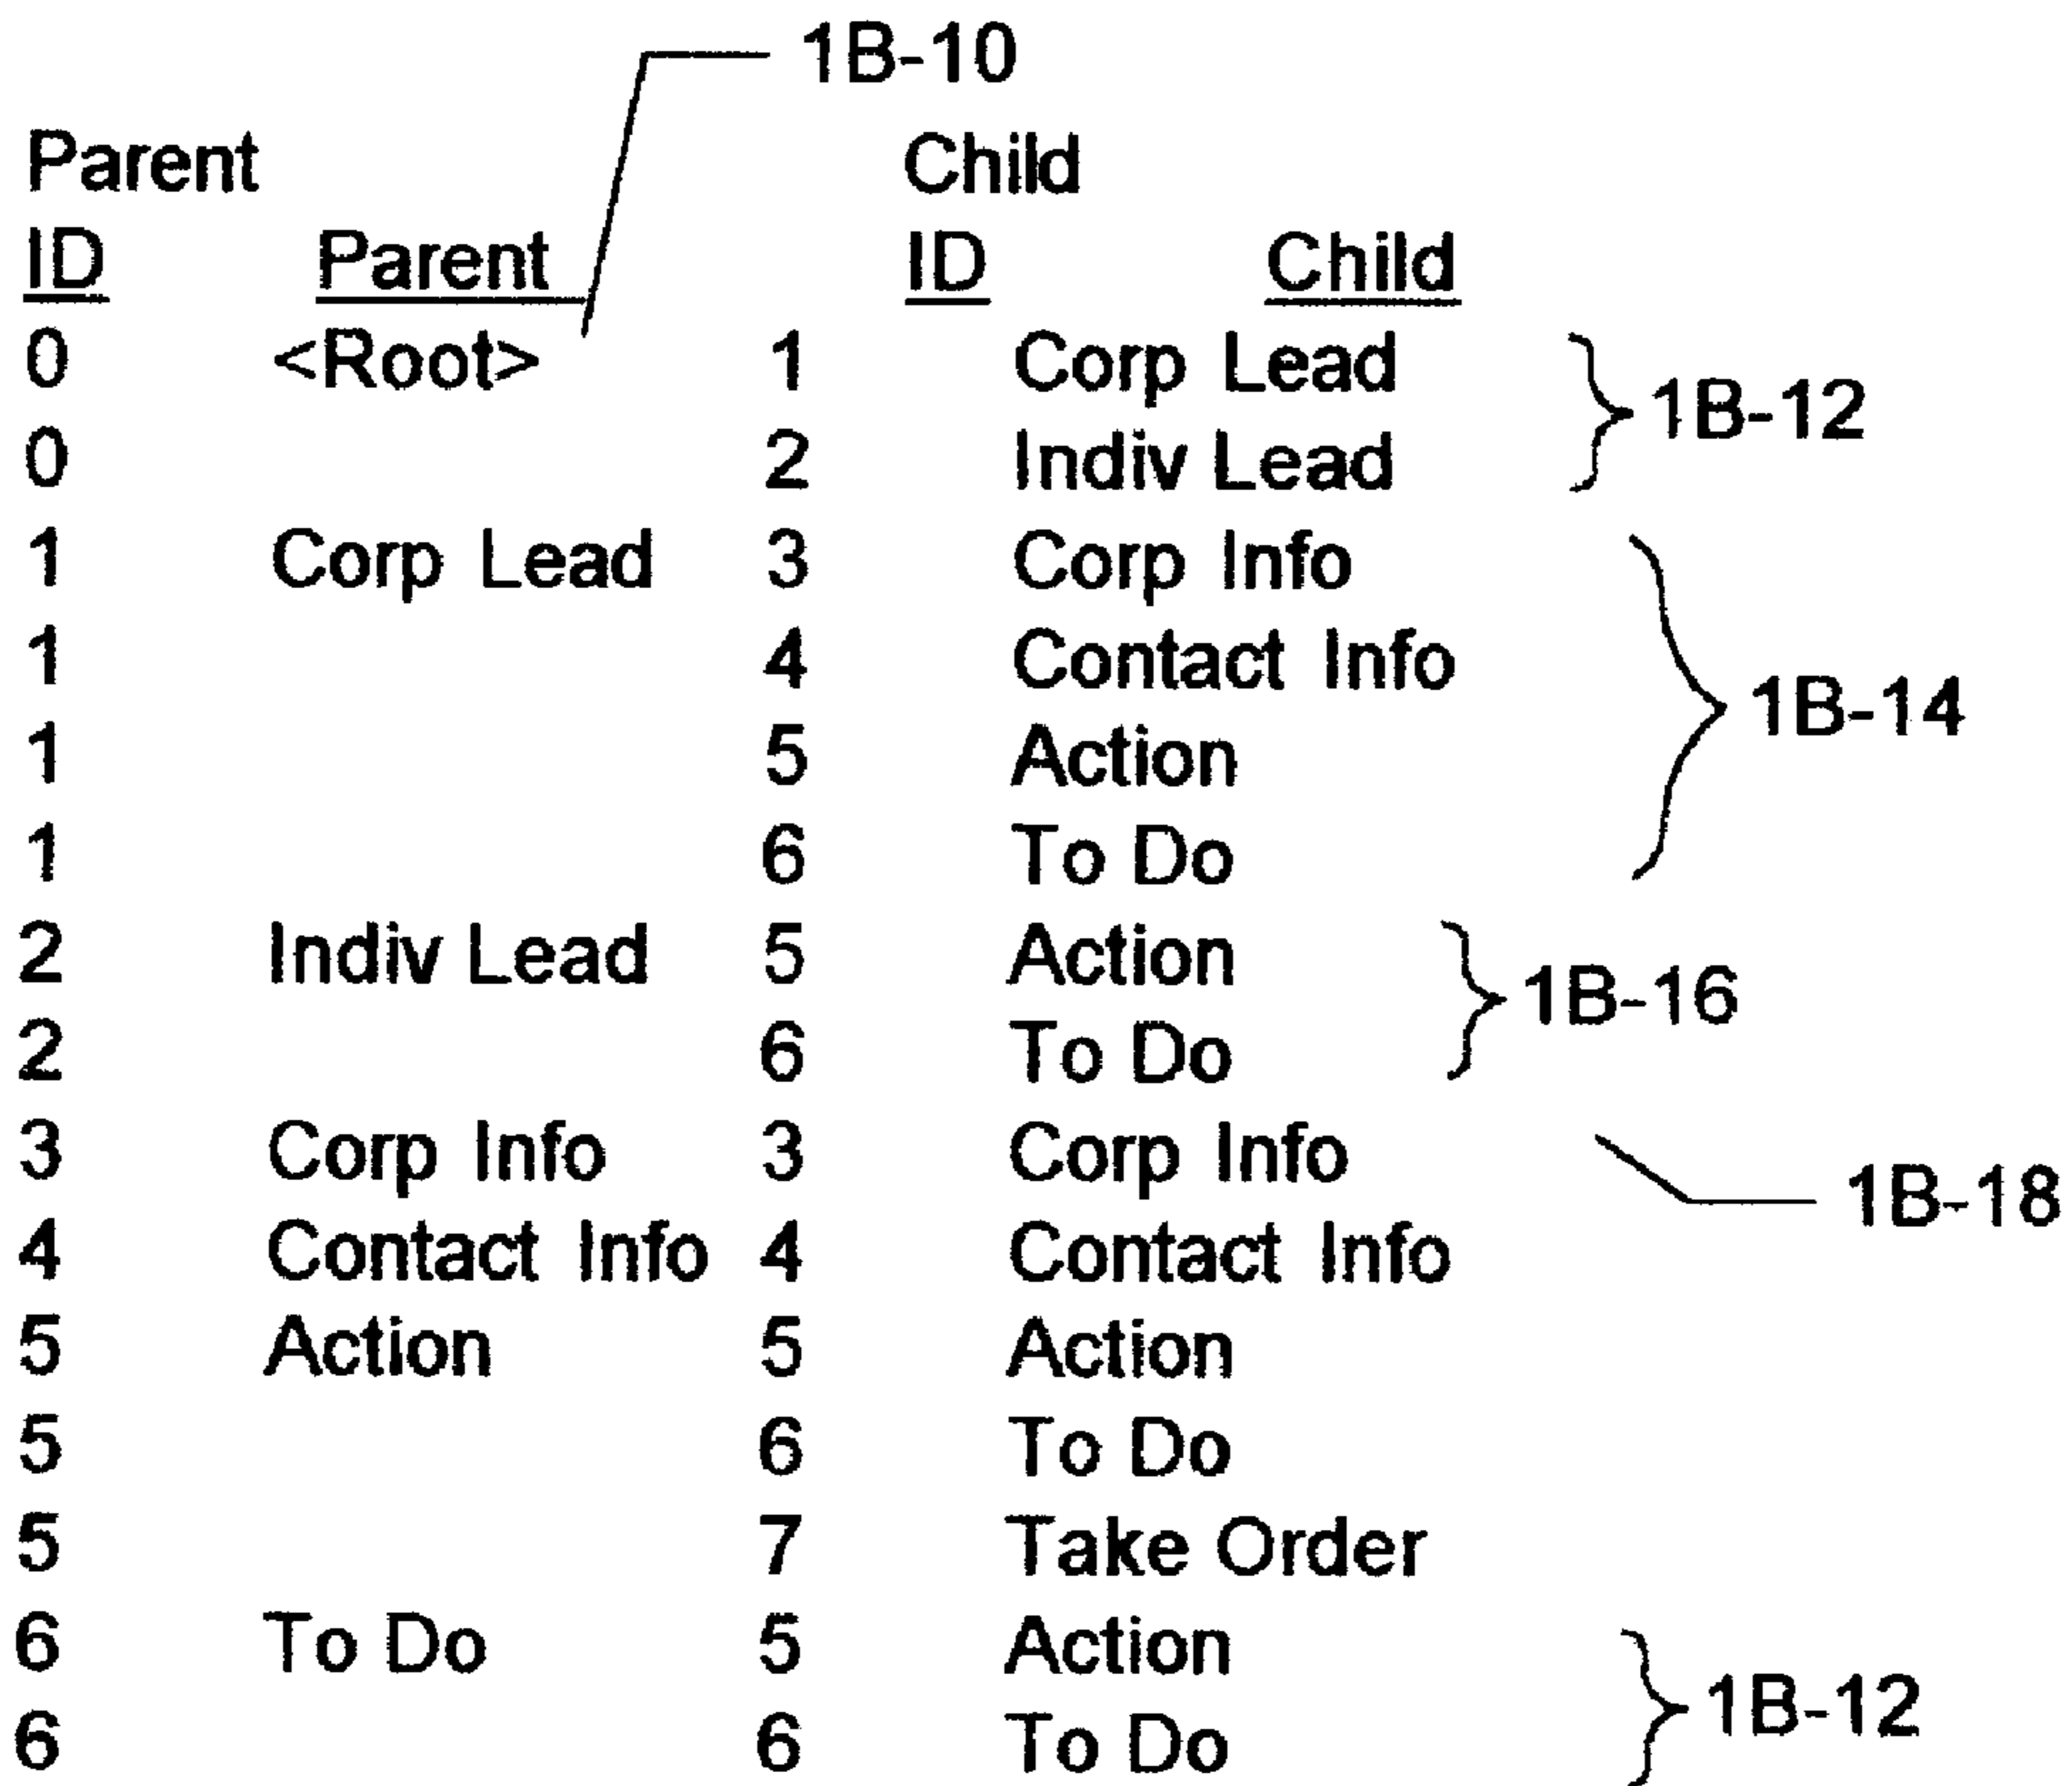 1B-10
Parent Child
ID Parent ID Child
0 <Root> 1 Corp Lead
1B-12
0 2 Indiv Lead
1 Corp Lead 3 Corp Info
1 4 Contact Info
1B-14
1 5 Action
1 6 To Do
2 Indiv Lead 5 Action
1B-16
2 6 To Do
3 Corp Info 3 Corp Info
1B-18
4 Contact Info 4 Contact Info
5 Action 5 Action
5 6 To Do
5 7 Take Order
6 To Do 5 Action
1B-12
6 6 To Do